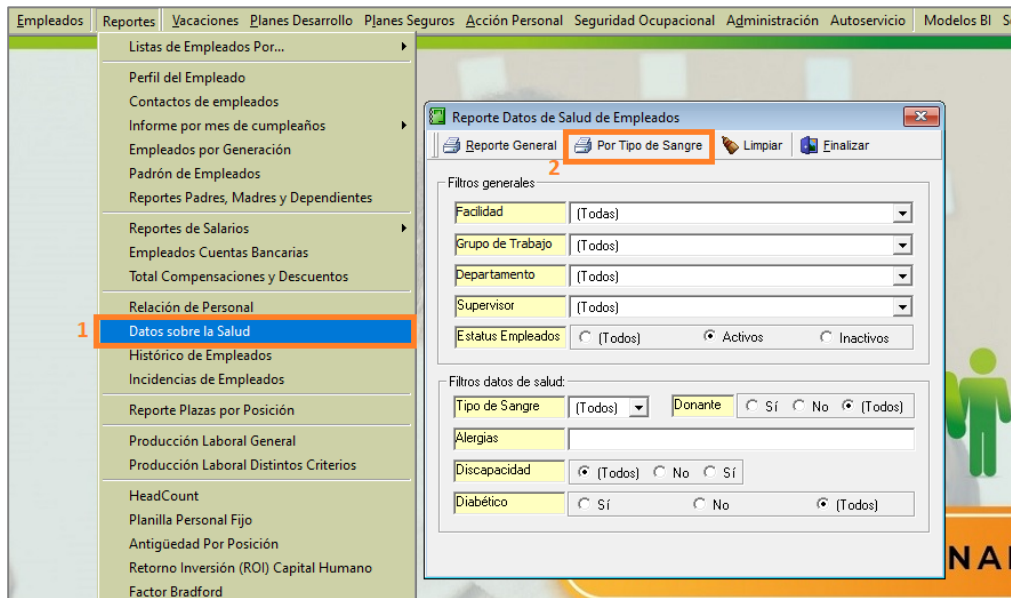 Empleados Reportes Vacaciones Planes Desarrollo Planes Seguros Acción Personal Seguridad Ocupacional Administración Autoservicio Modelos BI
Listas de Empleados Por...
Perfil del Empleado
Contactos de empleados
Informe por mes de cumpleaños
Empleados por Generación
Padrón de Empleados
Reportes Padres, Madres y Dependientes
Reportes de Salarios
Empleados Cuentas Bancarias
Total Compensaciones y Descuentos
Relación de Personal
1
Datos sobre la Salud
Histórico de Empleados
Incidencias de Empleados
Reporte Plazas por Posición
Producción Laboral General
Producción Laboral Distintos Criterios
HeadCount
Planilla Personal Fijo
Antigüedad Por Posición
Retorno Inversión (ROI) Capital Humano
Factor Bradford
Reporte Datos de Salud de Empleados
Reporte General Por Tipo de Sangre Limpiar Finalizar
2
Filtros generales
Facilidad (Todas)
Grupo de Trabajo (Todos)
Departamento (Todos)
Supervisor (Todos)
Estatus Empleados (Todos) Activos Inactivos
Filtros datos de salud:
Tipo de Sangre (Todos) Donante Sí No (Todos)
Alergias
Discapacidad (Todos) No Sí
Diabético Sí No (Todos)